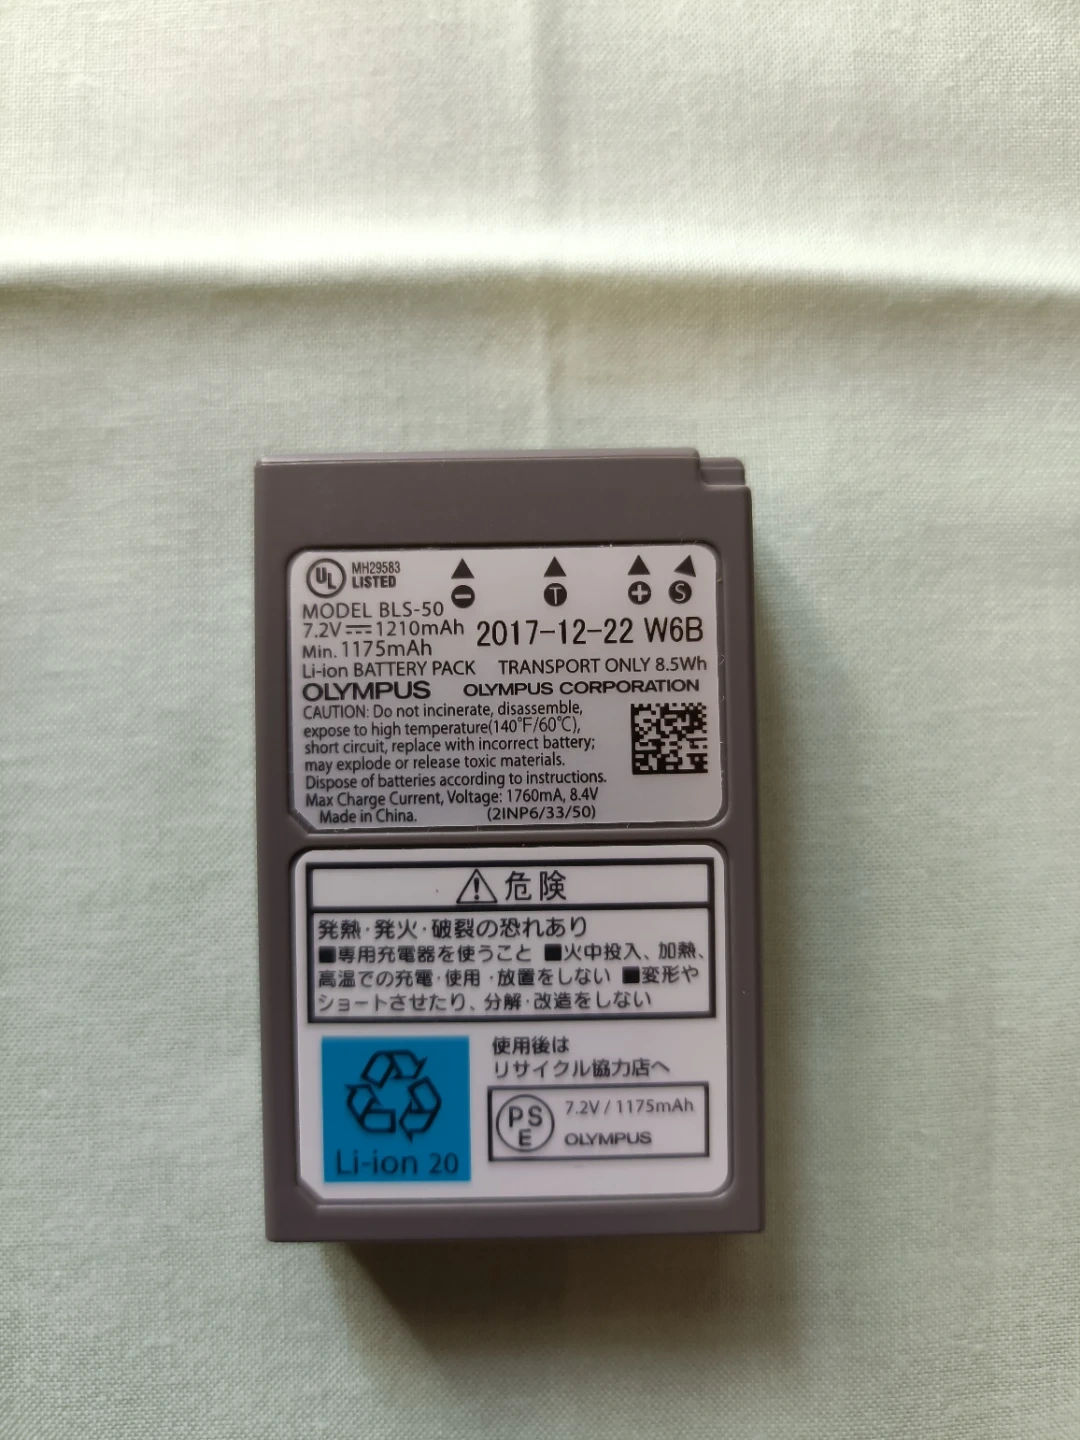 UL MH29583
LISTED
MODEL BLS-50
7.2V 1210mAh 2017-12-22 W6B
Min. 1175mAh
− T + S
Li-ion BATTERY PACK TRANSPORT ONLY 8.5Wh
OLYMPUS OLYMPUS CORPORATION
CAUTION: Do not incinerate, disassemble,
expose to high temperature(140°F/60℃),
short circuit, replace with incorrect battery;
may explode or release toxic materials.
Dispose of batteries according to instructions.
Max Charge Current, Voltage: 1760mA, 8.4V
Made in China. (2INP6/33/50)
危険
発熱·発火·破裂の恐れあり
■専用充電器を使うこと ■火中投入、加熱、
高温での充電·使用·放置をしない ■変形や
ショートさせたり、分解·改造をしない
使用後は
リサイクル協力店へ
Li-ion 20
PS
E
7.2V / 1175mAh
OLYMPUS